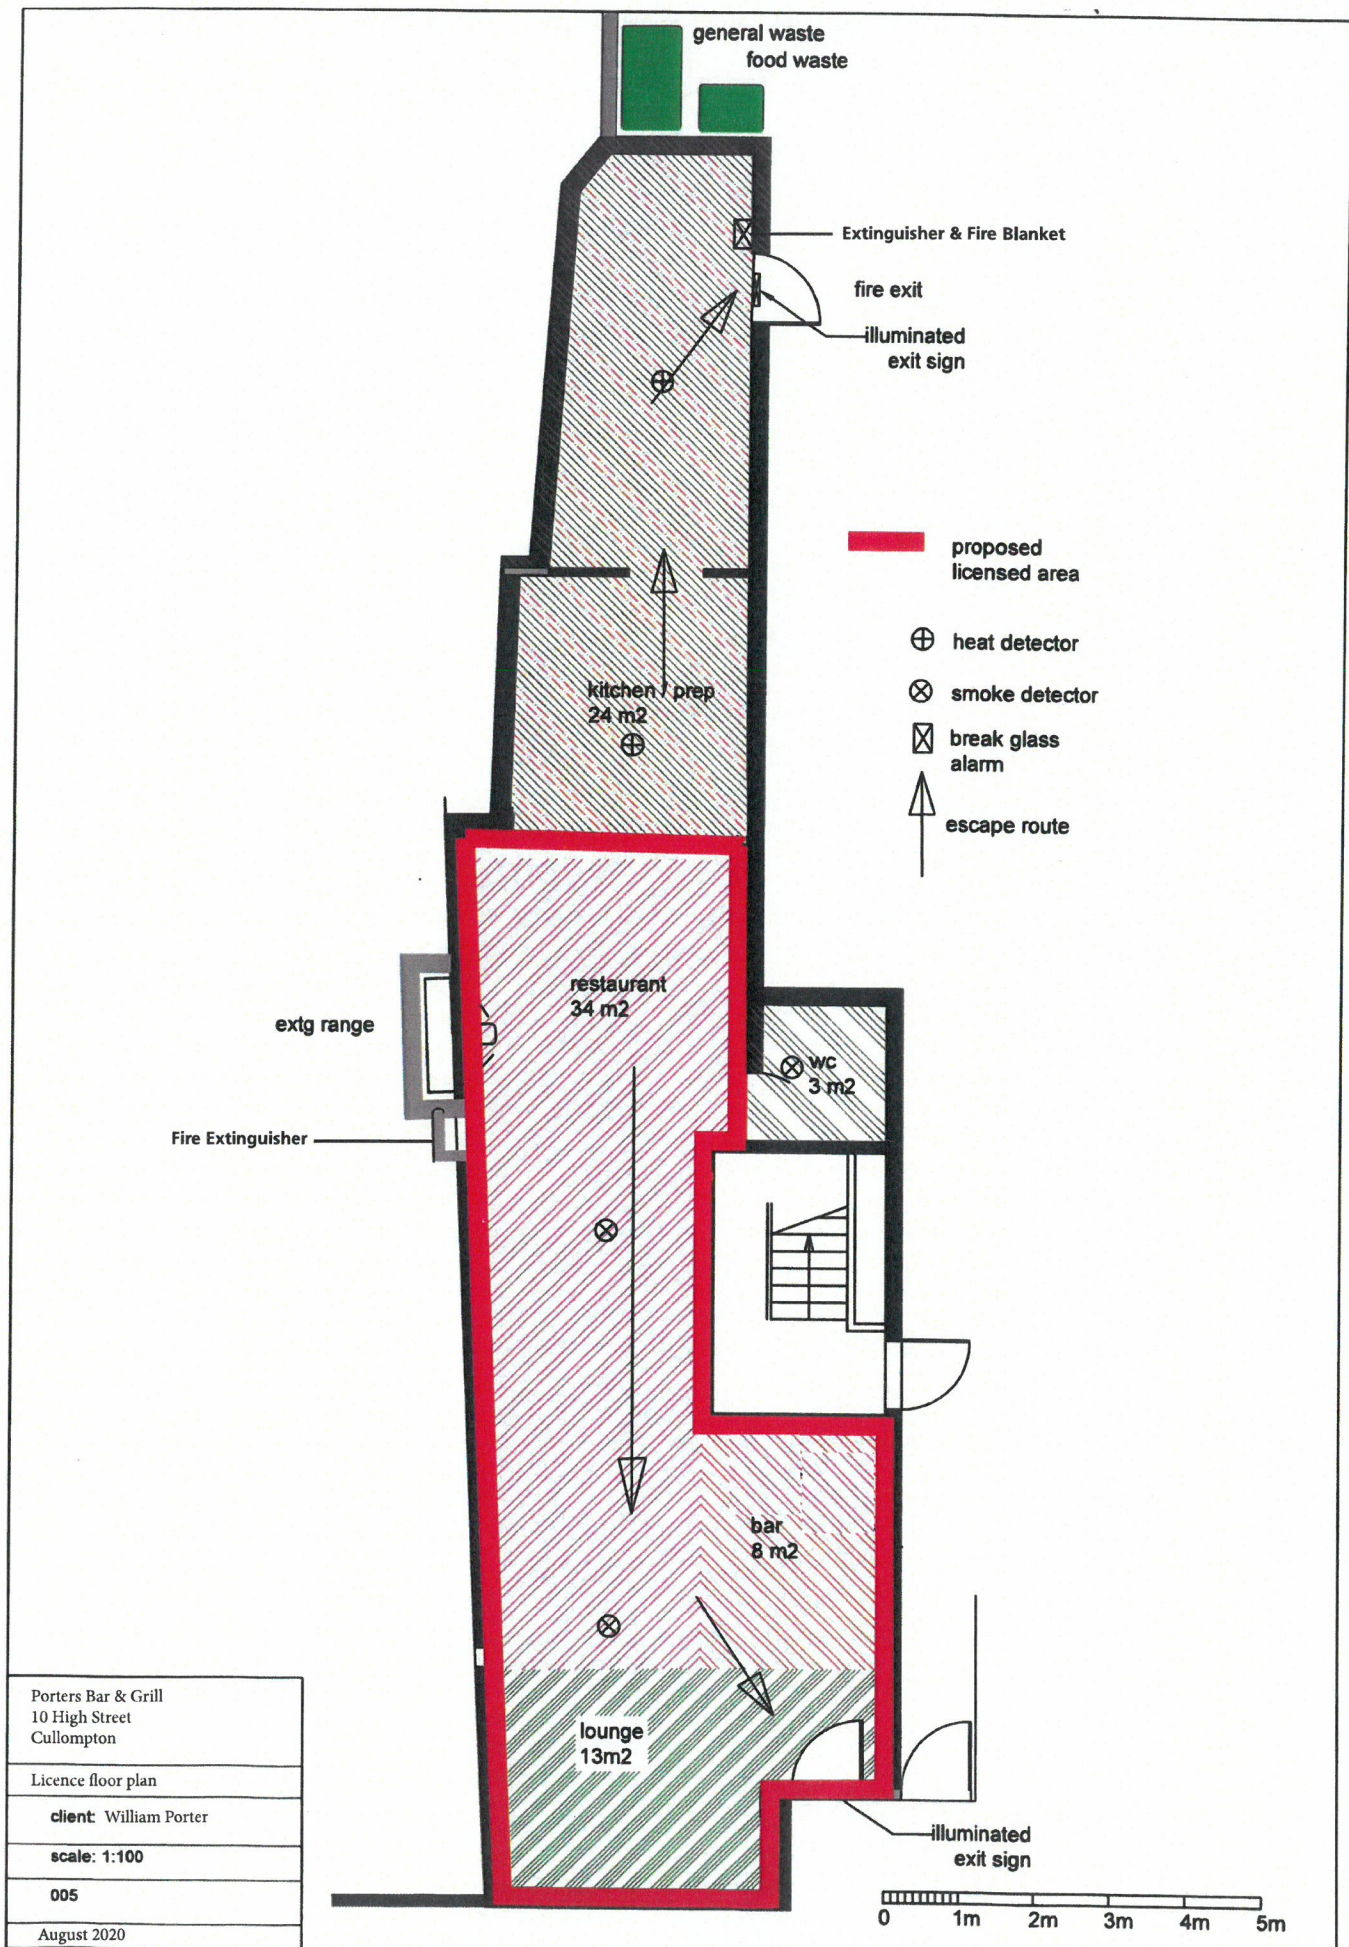 general waste
food waste
Extinguisher & Fire Blanket
fire exit
illuminated
exit sign
proposed
licensed area
heat detector
smoke detector
break glass
alarm
escape route
kitchen / prep
24 m2
restaurant
34 m2
extg range
wc
3 m2
Fire Extinguisher
bar
8 m2
lounge
13m2
illuminated
exit sign
Porters Bar & Grill
10 High Street
Cullompton
Licence floor plan
client: William Porter
scale: 1:100
005
August 2020
0 1m 2m 3m 4m 5m